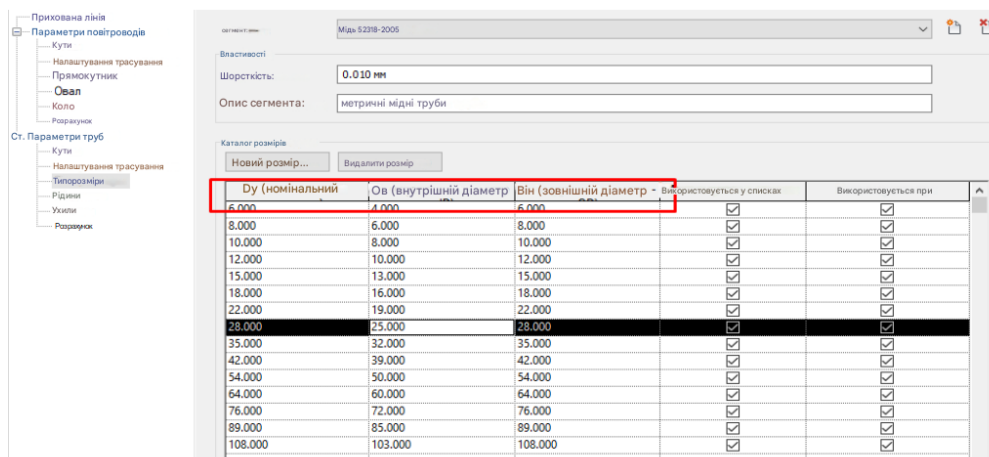 Прихована лінія
Параметри повітроводів
Кути
Налаштування трасування
Прямокутник
Овал
Коло
Розрахунок
Ст. Параметри труб
Кути
Налаштування трасування
Типорозміри
Рідини
Ухили
Розрахунок
Мідь 52318-2005
Властивості
Шорсткість: 0.010 мм
Опис сегмента: метричні мідні труби
Каталог розмірів
Новий розмір... Видалити розмір
Dy (номінальний Ов (внутрішній діаметр Він (зовнішній діаметр - Використовується у списках Використовується при
6.000 4.000 6.000
8.000 6.000 8.000
10.000 8.000 10.000
12.000 10.000 12.000
15.000 13.000 15.000
18.000 16.000 18.000
22.000 19.000 22.000
28.000 25.000 28.000
35.000 32.000 35.000
42.000 39.000 42.000
54.000 50.000 54.000
64.000 60.000 64.000
76.000 72.000 76.000
89.000 85.000 89.000
108.000 103.000 108.000